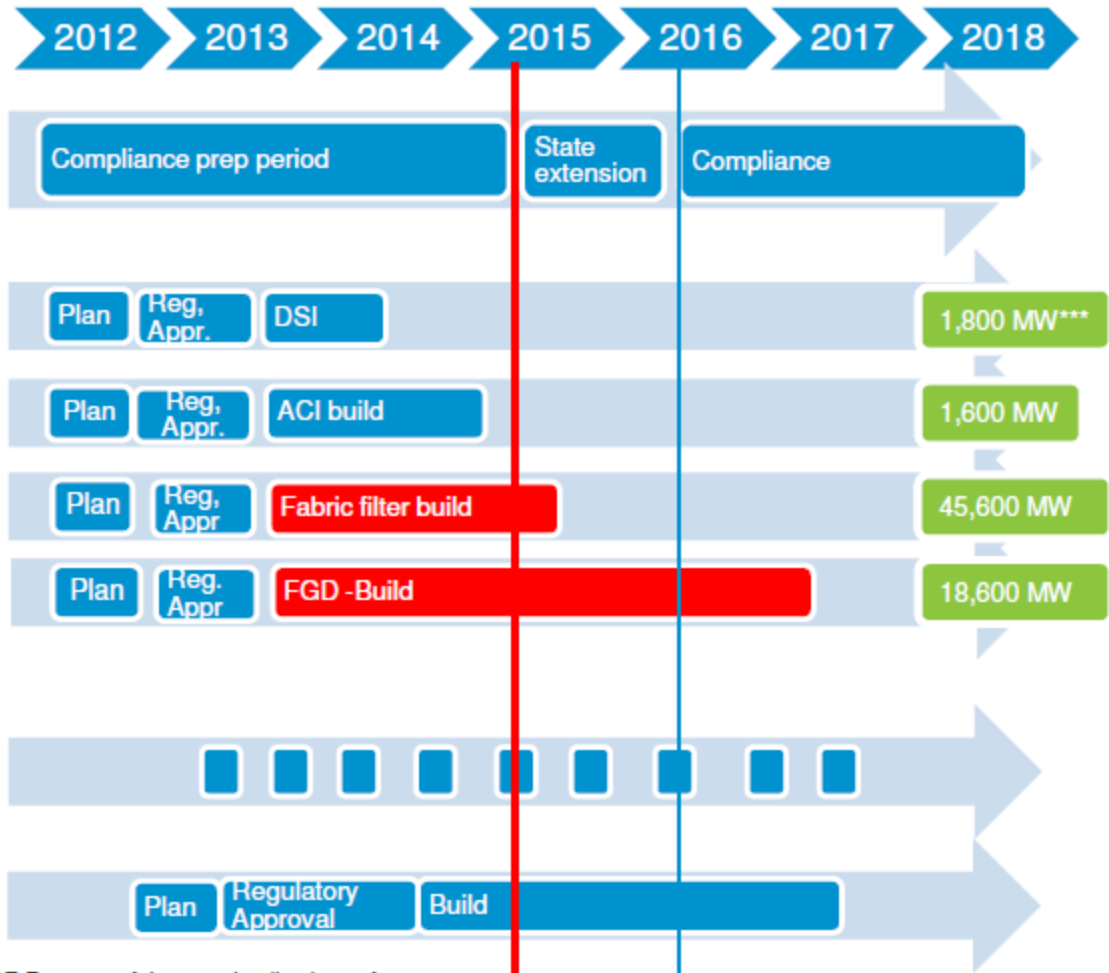 2012 2013 2014 2015 2016 2017 2018
Compliance prep period
State
extension
Compliance
Plan
Reg,
Appr.
DSI
1,800 MW***
Plan
Reg,
Appr.
ACI build
1,600 MW
Plan
Reg,
Appr
Fabric filter build
45,600 MW
Plan
Reg.
Appr
FGD -Build
18,600 MW
Plan
Regulatory
Approval
Build